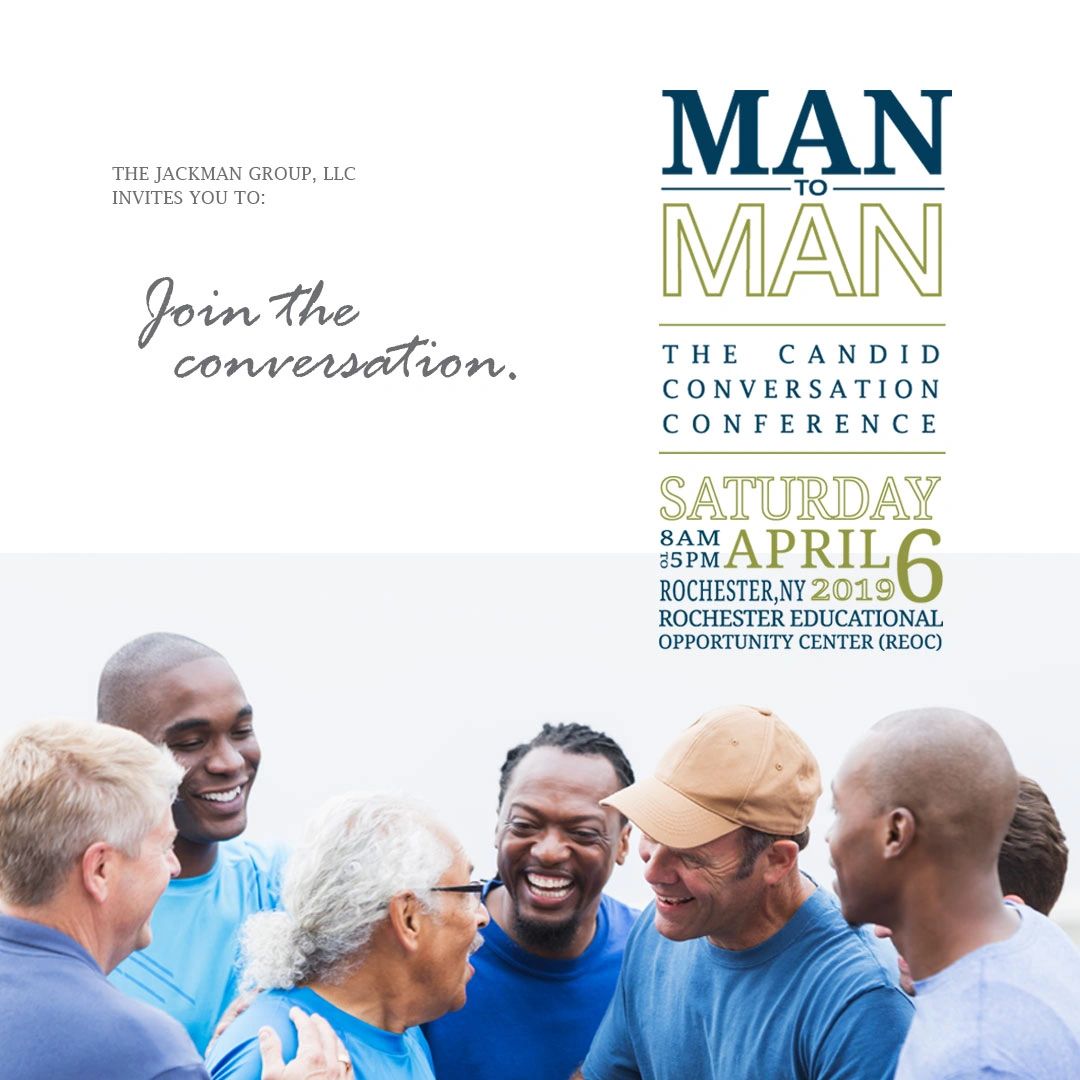 THE JACKMAN GROUP, LLC
INVITES YOU TO:
Join the
conversation.
MAN
TO
MAN
THE CANDID
CONVERSATION
CONFERENCE
SATURDAY
8AM
TO 5PM
APRIL 6
ROCHESTER,NY 2019
ROCHESTER EDUCATIONAL
OPPORTUNITY CENTER (REOC)